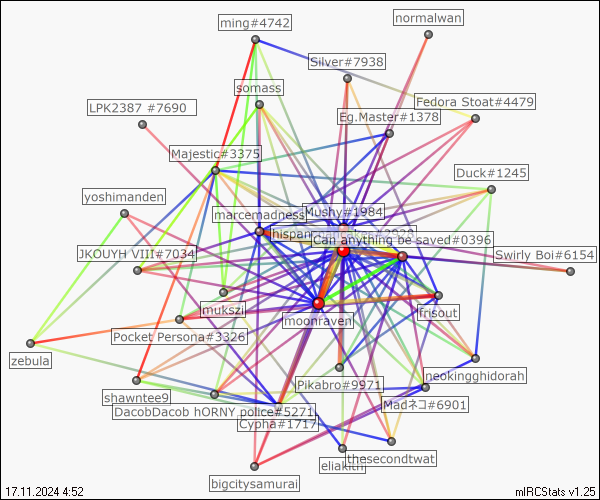 ming#4742
normalwan
Silver#7938
somass
LPK2387 #7690
Fedora Stoat#4479
Eg.Master#1378
Majestic#3375
Duck#1245
yoshimanden
marcemadness
Mushy#1984
Can anything be saved#0396
JKOUYH VIII#7034
Swirly Boi#6154
mukszi
moonraven
frisout
Pocket Persona#3326
zebula
neokingghidorah
Pikabro#9971
shawntee9
Madネコ#6901
DacobDacob hORNY police#5271
Cypha#1717
thesecondtwat
eliakith
bigcitysamurai
17.11.2024 4:52
mIRCStats v1.25